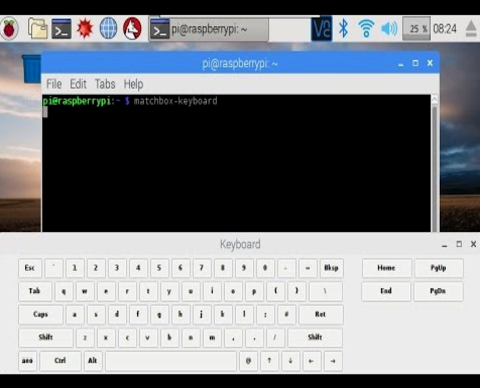 pi@raspberrypi: ~
25 %
08:24
pi@raspberrypi: ~
File Edit Tabs Help
pi@raspberrypi:~ $ matchbox-keyboard
Keyboard
Esc ` 1 2 3 4 5 6 7 8 9 0 - = Bksp Home PgUp
Tab q w e r t y u i o p { } \ End PgDn
Caps a s d f g h j k l ; # Ret
Shift z x c v b n m , . / Shift
áèö Ctrl Alt @ ↑ ↓ ← →